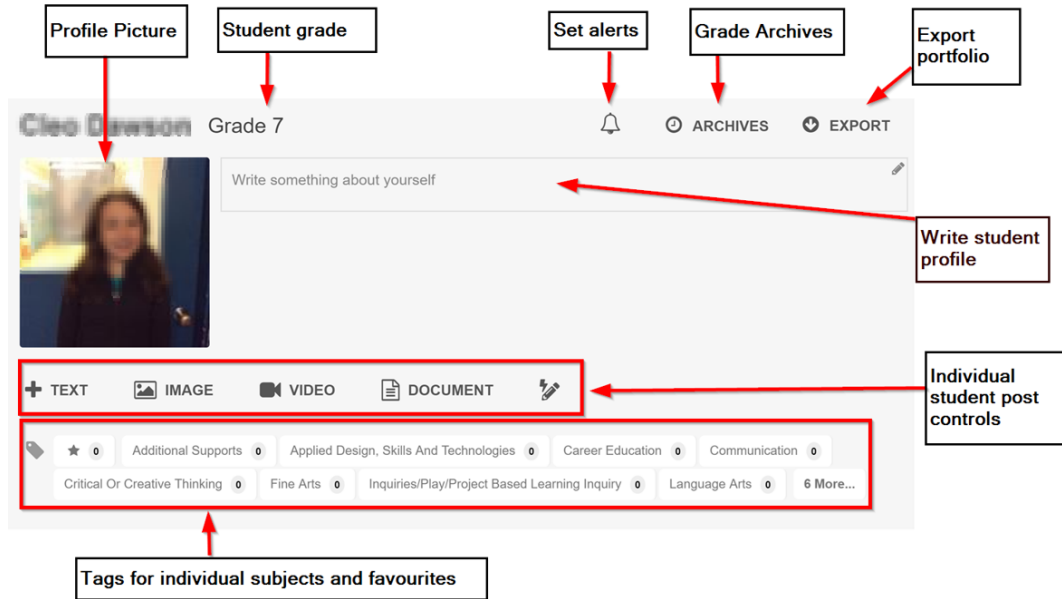 Profile Picture
Student grade
Set alerts
Grade Archives
Export
portfolio
Grade 7
ARCHIVES
EXPORT
Write something about yourself
Write student
profile
TEXT
IMAGE
VIDEO
DOCUMENT
Individual
student post
controls
0 Additional Supports 0 Applied Design, Skills And Technologies 0 Career Education 0 Communication 0
Critical Or Creative Thinking 0 Fine Arts 0 Inquiries/Play/Project Based Learning Inquiry 0 Language Arts 0 6 More...
Tags for individual subjects and favourites